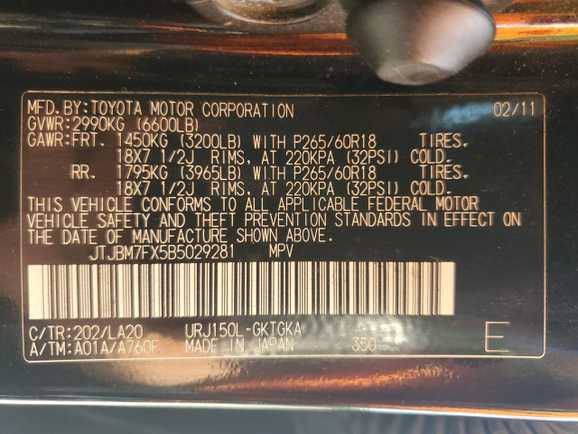 MFD. BY: TOYOTA MOTOR CORPORATION 02/11
GVWR: 2990KG (6600LB)
GAWR: FRT. 1450KG (3200LB) WITH P265/60R18 TIRES.
18X7 1/2J RIMS, AT 220KPA (32PSI) COLD.
RR. 1795KG (3965LB) WITH P265/60R18 TIRES.
18X7 1/2J RIMS, AT 220KPA (32PSI) COLD.
THIS VEHICLE CONFORMS TO ALL APPLICABLE FEDERAL MOTOR
VEHICLE SAFETY AND THEFT PREVENTION STANDARDS IN EFFECT ON
THE DATE OF MANUFACTURE SHOWN ABOVE.
JTJBM7FX5B5029281 MPV
C/TR: 202/LA20 URJ150L-GKTGKA
A/TM: A01A/A760F MADE IN JAPAN 350 E